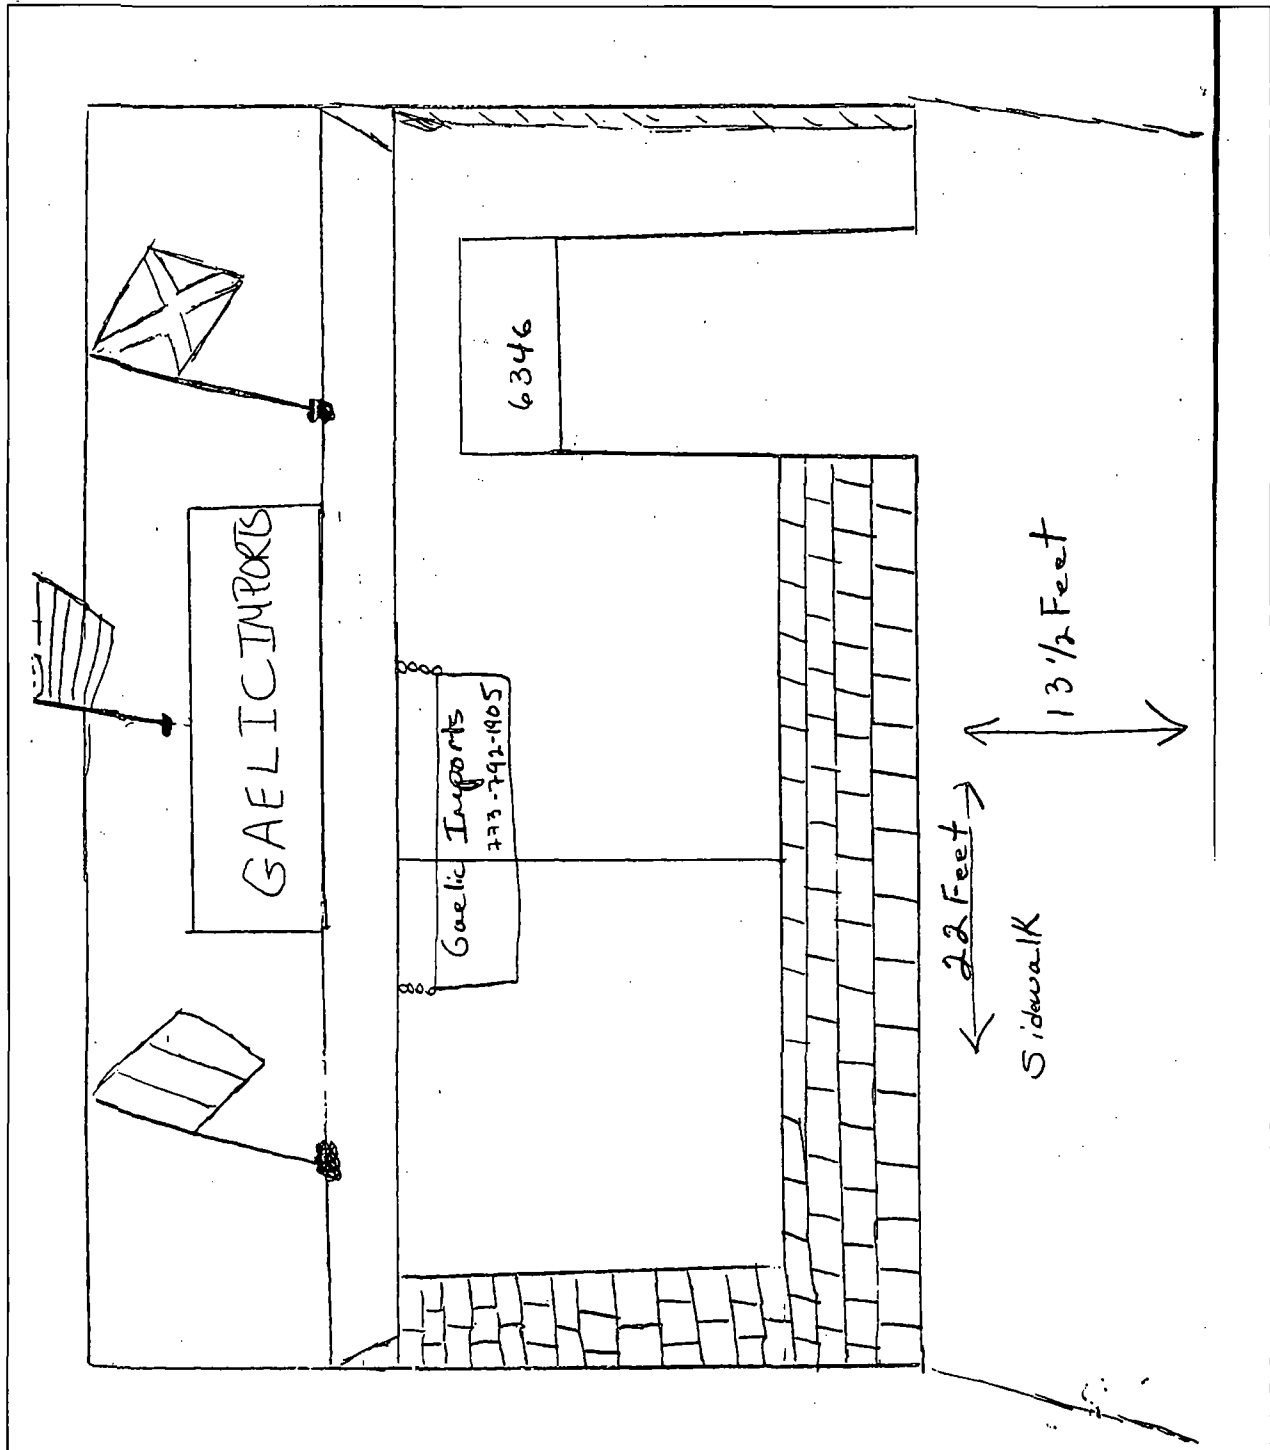 GAELIC IMPORTS
6346
Gaelic Imports
773-792-1905
22 Feet
Sidewalk
13 1/2 Feet